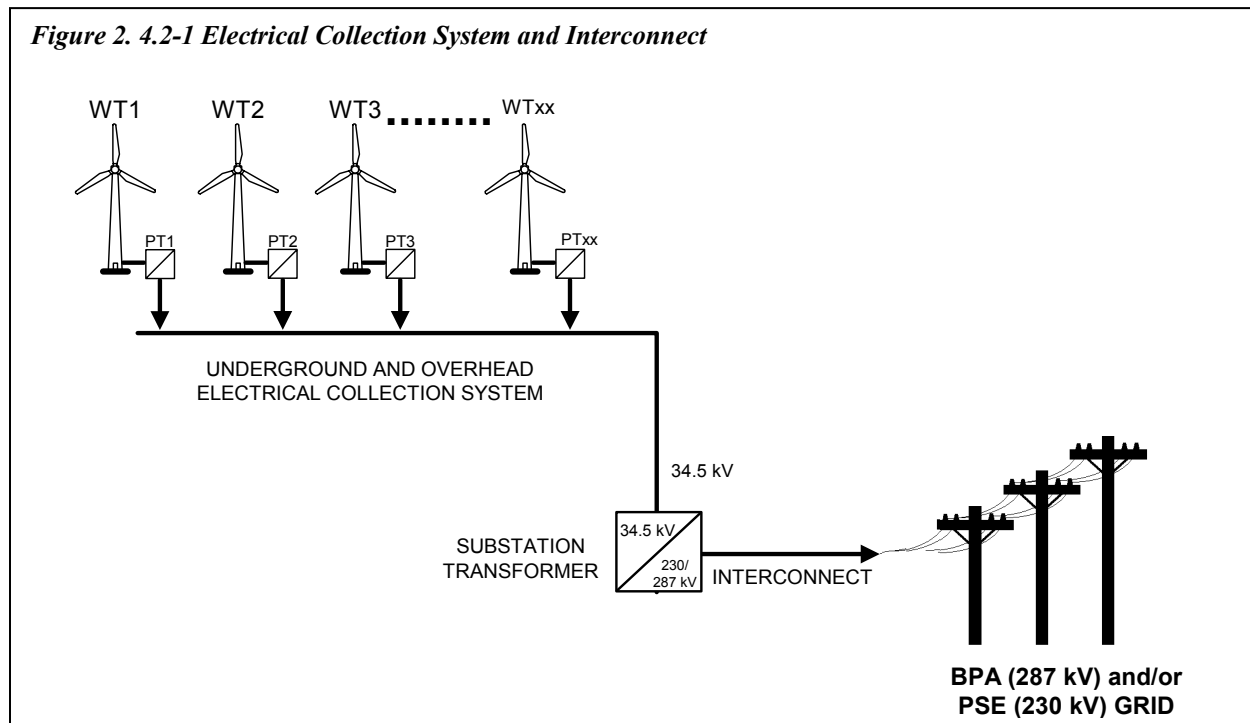 Figure 2. 4.2-1 Electrical Collection System and Interconnect
WT1 WT2 WT3 WTxx
PT1 PT2 PT3 PTxx
UNDERGROUND AND OVERHEAD
ELECTRICAL COLLECTION SYSTEM
34.5 kV
SUBSTATION
TRANSFORMER
34.5 kV
230/
287 kV
INTERCONNECT
BPA (287 kV) and/or
PSE (230 kV) GRID